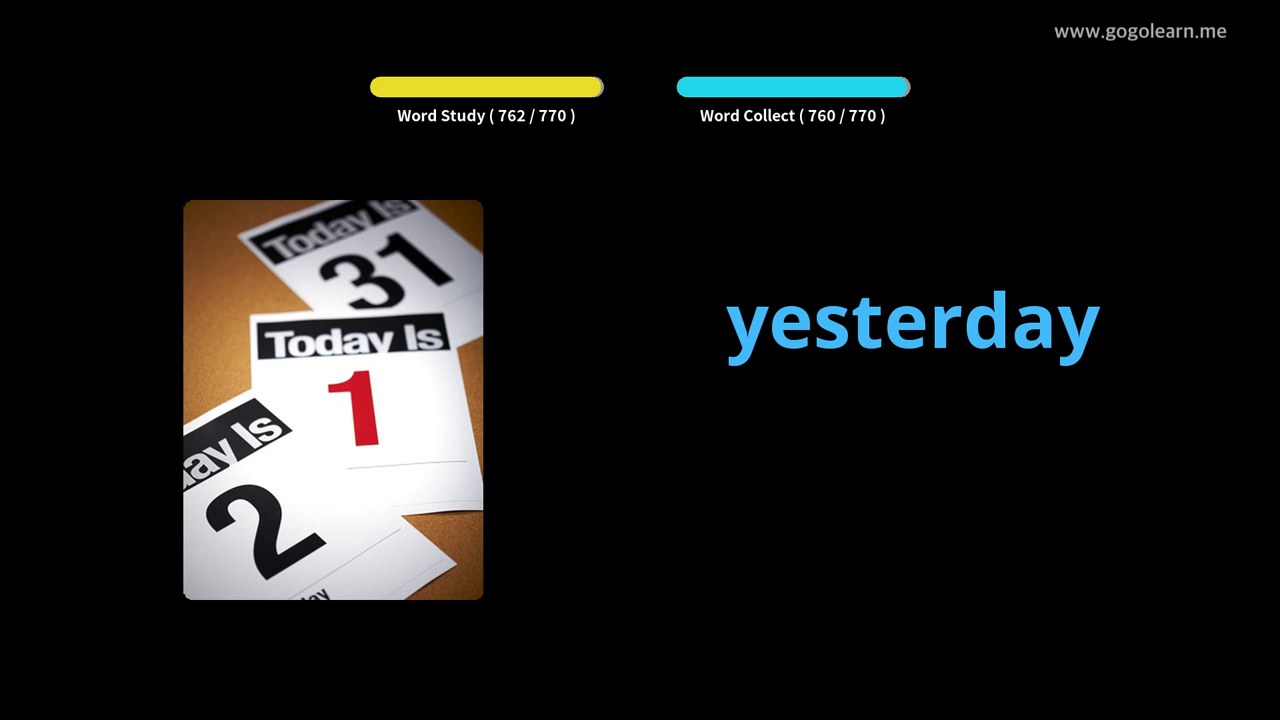 www.gogolearn.me
Word Study ( 762 / 770 )
Word Collect ( 760 / 770 )
Today Is
31
Today Is
1
yesterday
ay Is
2
ay